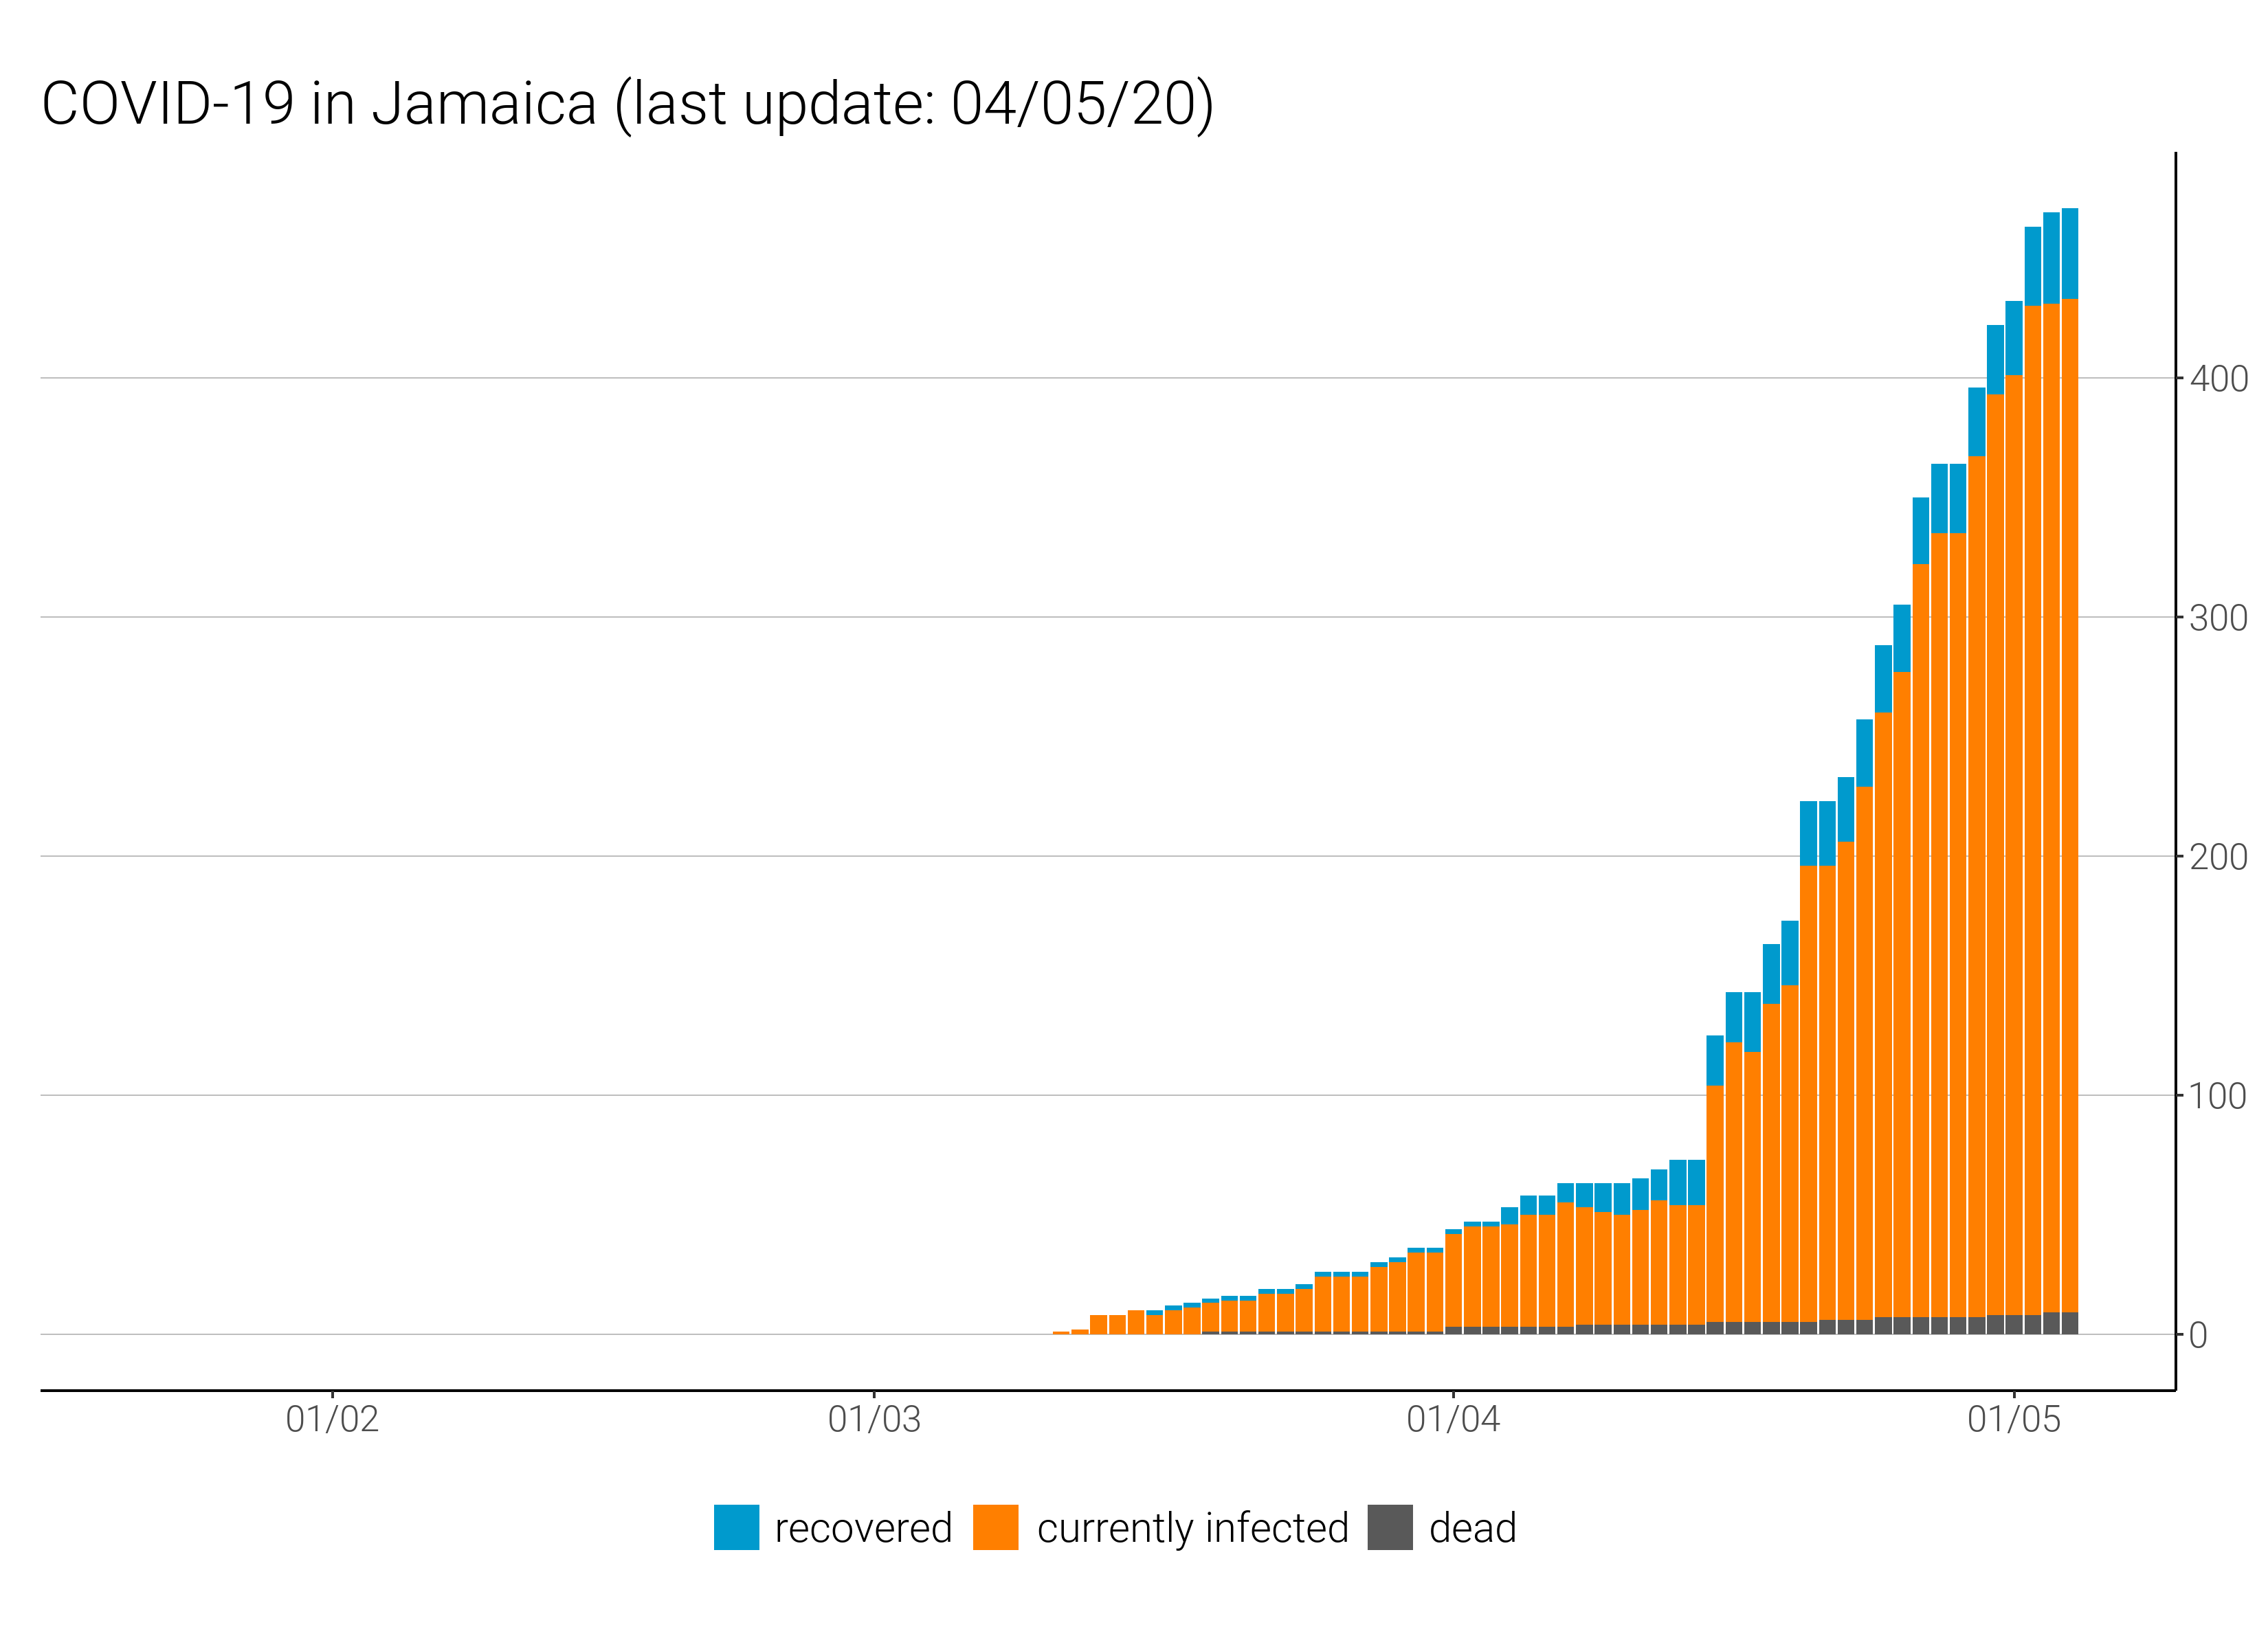 COVID-19 in Jamaica (last update: 04/05/20)
400
300
200
100
0
01/02 01/03 01/04 01/05
recovered currently infected dead